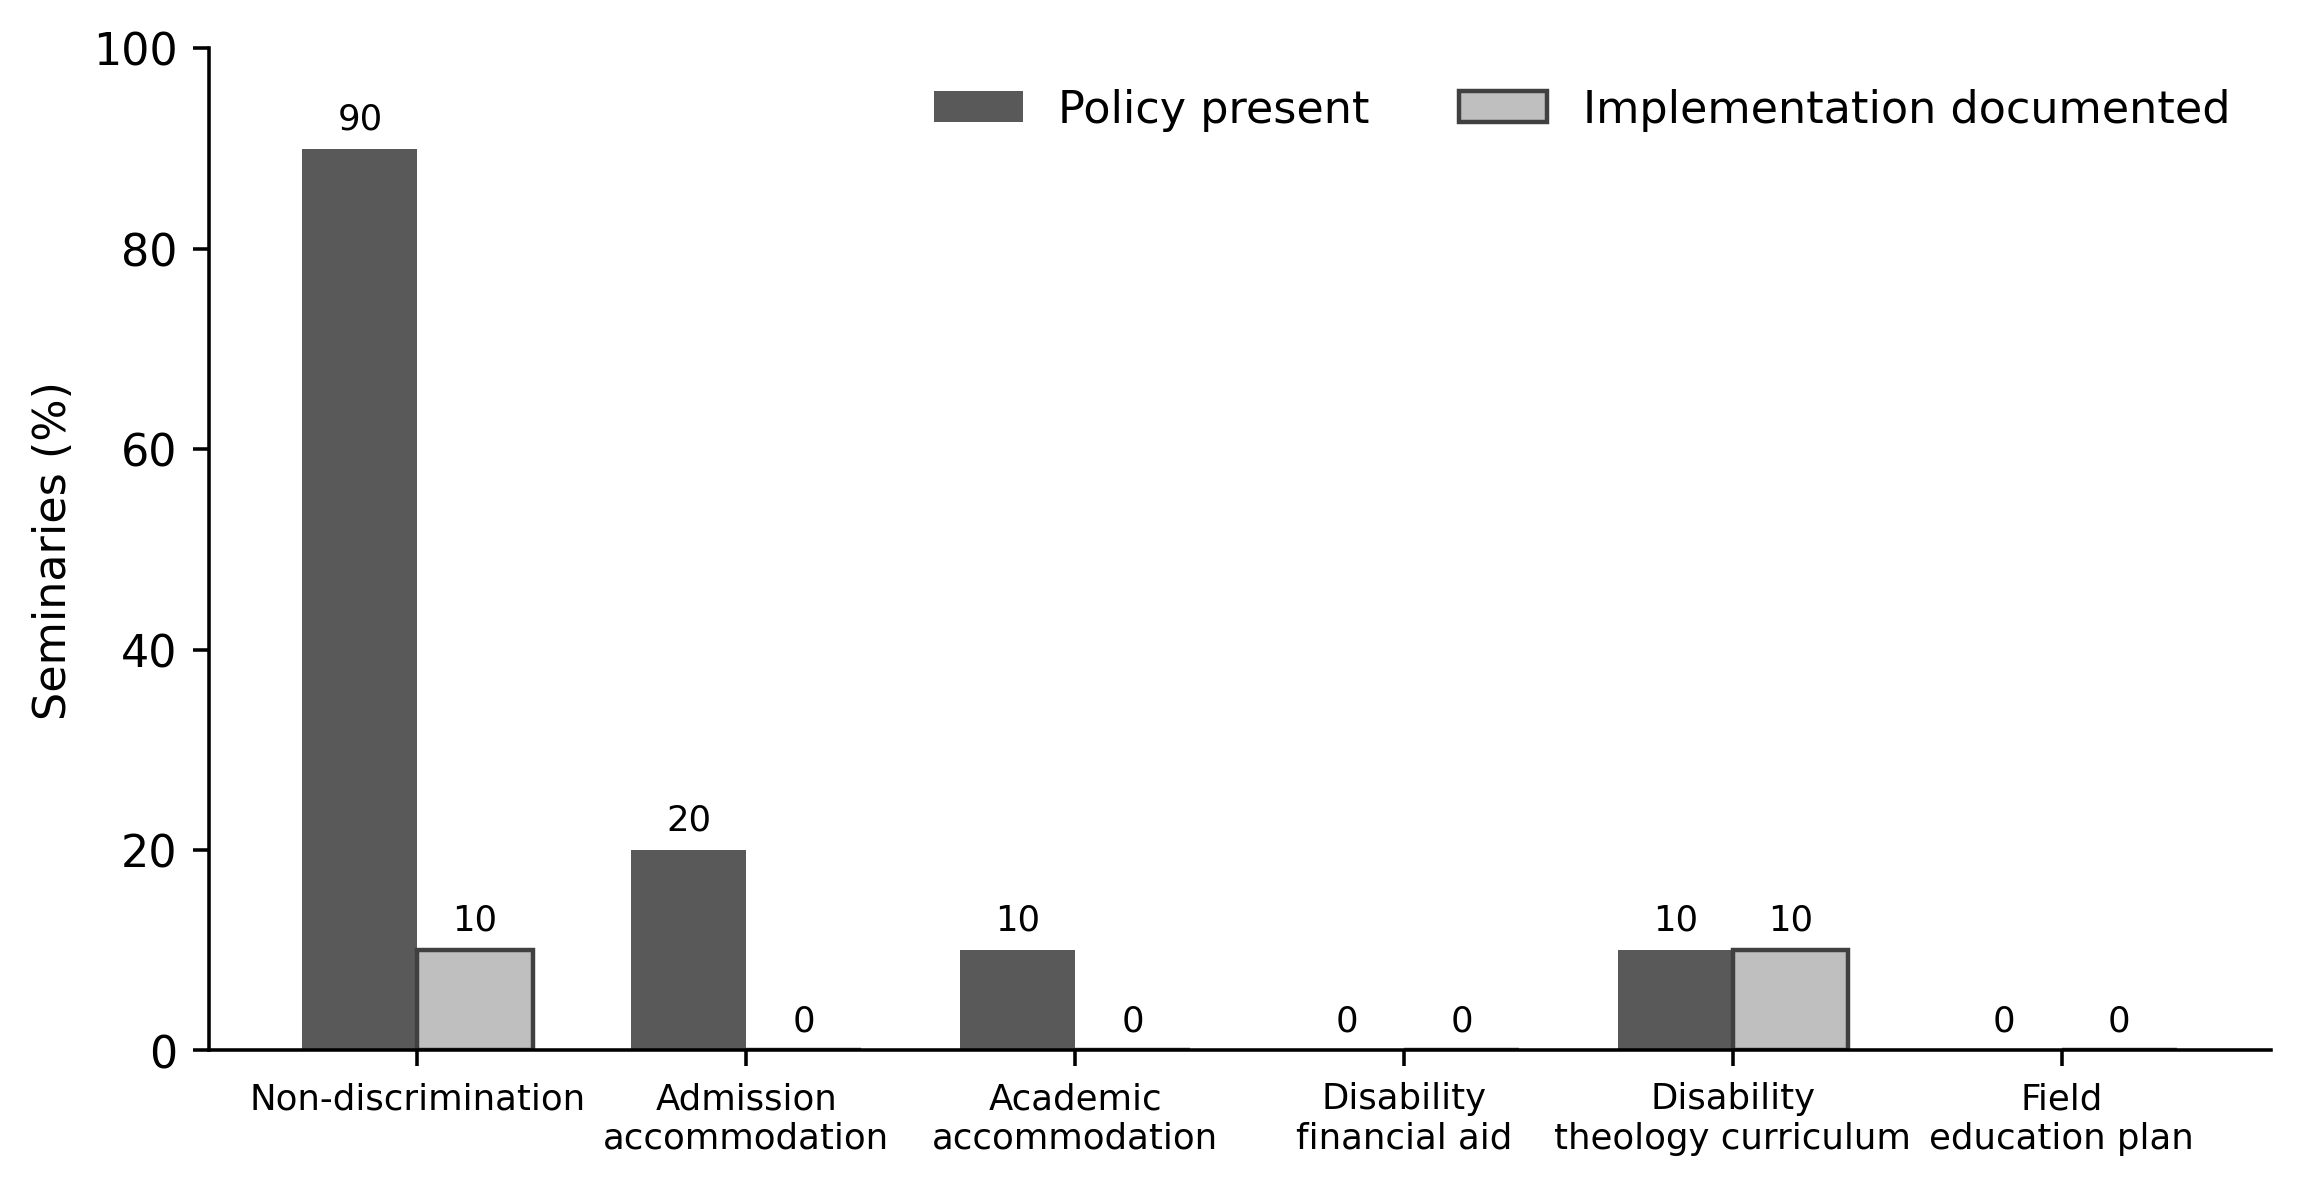 100
80
60
40
20
0
Seminaries (%)
Policy present
Implementation documented
90
10
20
0
10
0
0
0
10
10
0
0
Non-discrimination
Admission
accommodation
Academic
accommodation
Disability
financial aid
Disability
theology curriculum
Field
education plan